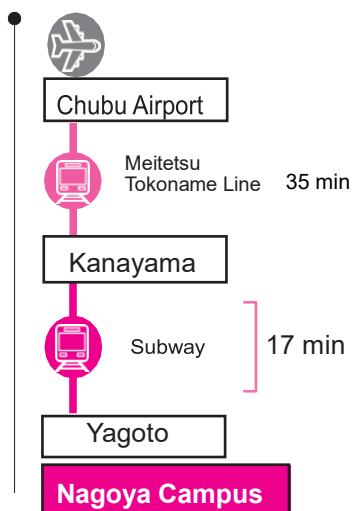 Chubu Airport
Meitetsu
Tokoname Line 35 min
Kanayama
Subway 17 min
Yagoto
Nagoya Campus